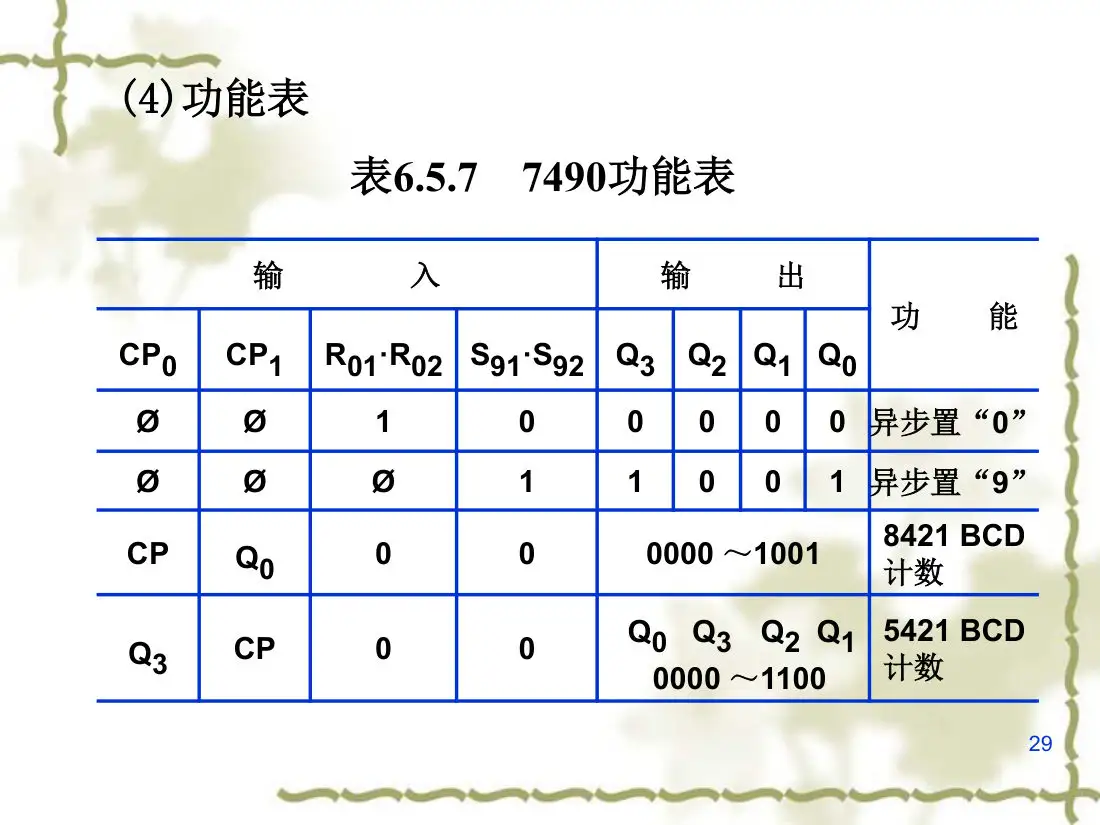 (4)功能表
表6.5.7 7490功能表
输 入 输 出 功 能
CP0 CP1 R01·R02 S91·S92 Q3 Q2 Q1 Q0
Ø Ø 1 0 0 0 0 0 异步置“0”
Ø Ø Ø 1 1 0 0 1 异步置“9”
CP Q0 0 0 0000～1001 8421 BCD
计数
Q3 CP 0 0 Q0 Q3 Q2 Q1 5421 BCD
0000～1100 计数
29